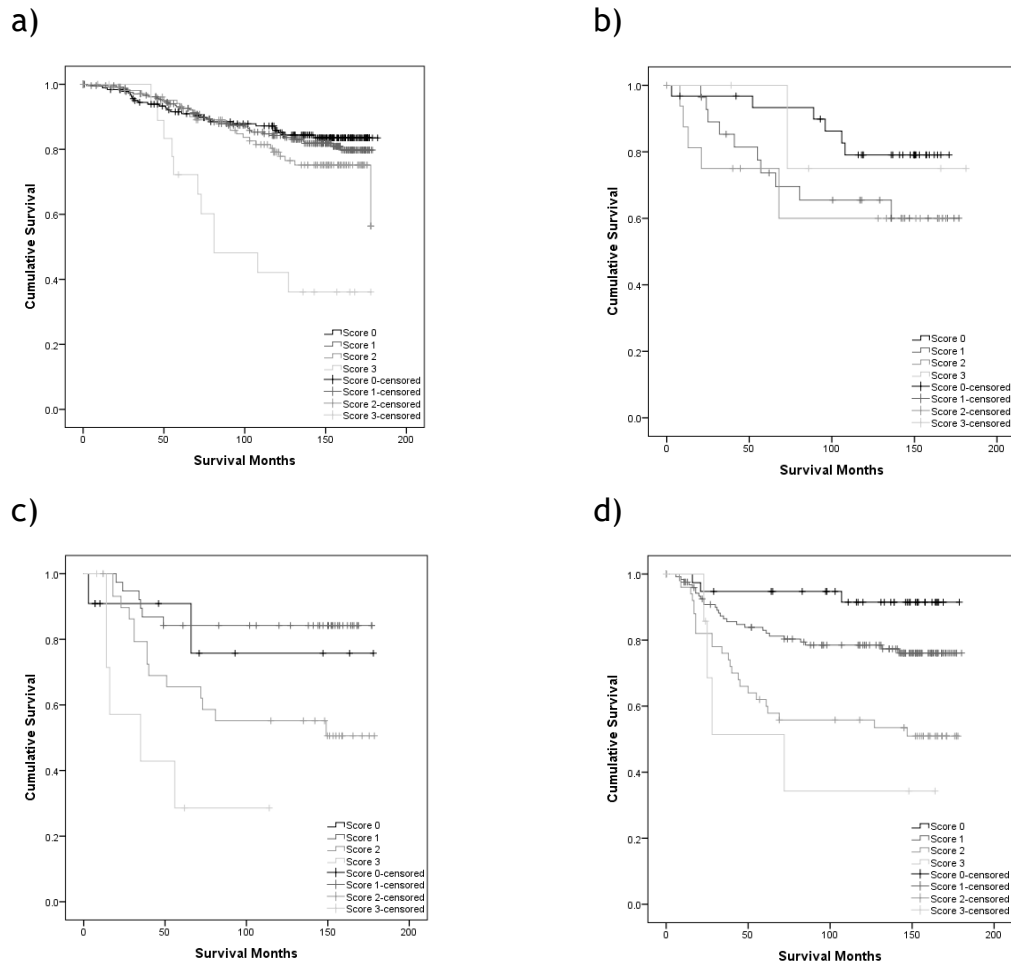 a)
Cumulative Survival
1.0
0.8
0.6
0.4
0.2
0.0
Score 0
Score 1
Score 2
Score 3
Score 0-censored
Score 1-censored
Score 2-censored
Score 3-censored
0 50 100 150 200
Survival Months
b)
Cumulative Survival
1.0
0.8
0.6
0.4
0.2
0.0
Score 0
Score 1
Score 2
Score 3
Score 0-censored
Score 1-censored
Score 2-censored
Score 3-censored
0 50 100 150 200
Survival Months
c)
Cumulative Survival
1.0
0.8
0.6
0.4
0.2
0.0
Score 0
Score 1
Score 2
Score 3
Score 0-censored
Score 1-censored
Score 2-censored
Score 3-censored
0 50 100 150 200
Survival Months
d)
Cumulative Survival
1.0
0.8
0.6
0.4
0.2
0.0
Score 0
Score 1
Score 2
Score 3
Score 0-censored
Score 1-censored
Score 2-censored
Score 3-censored
0 50 100 150 200
Survival Months